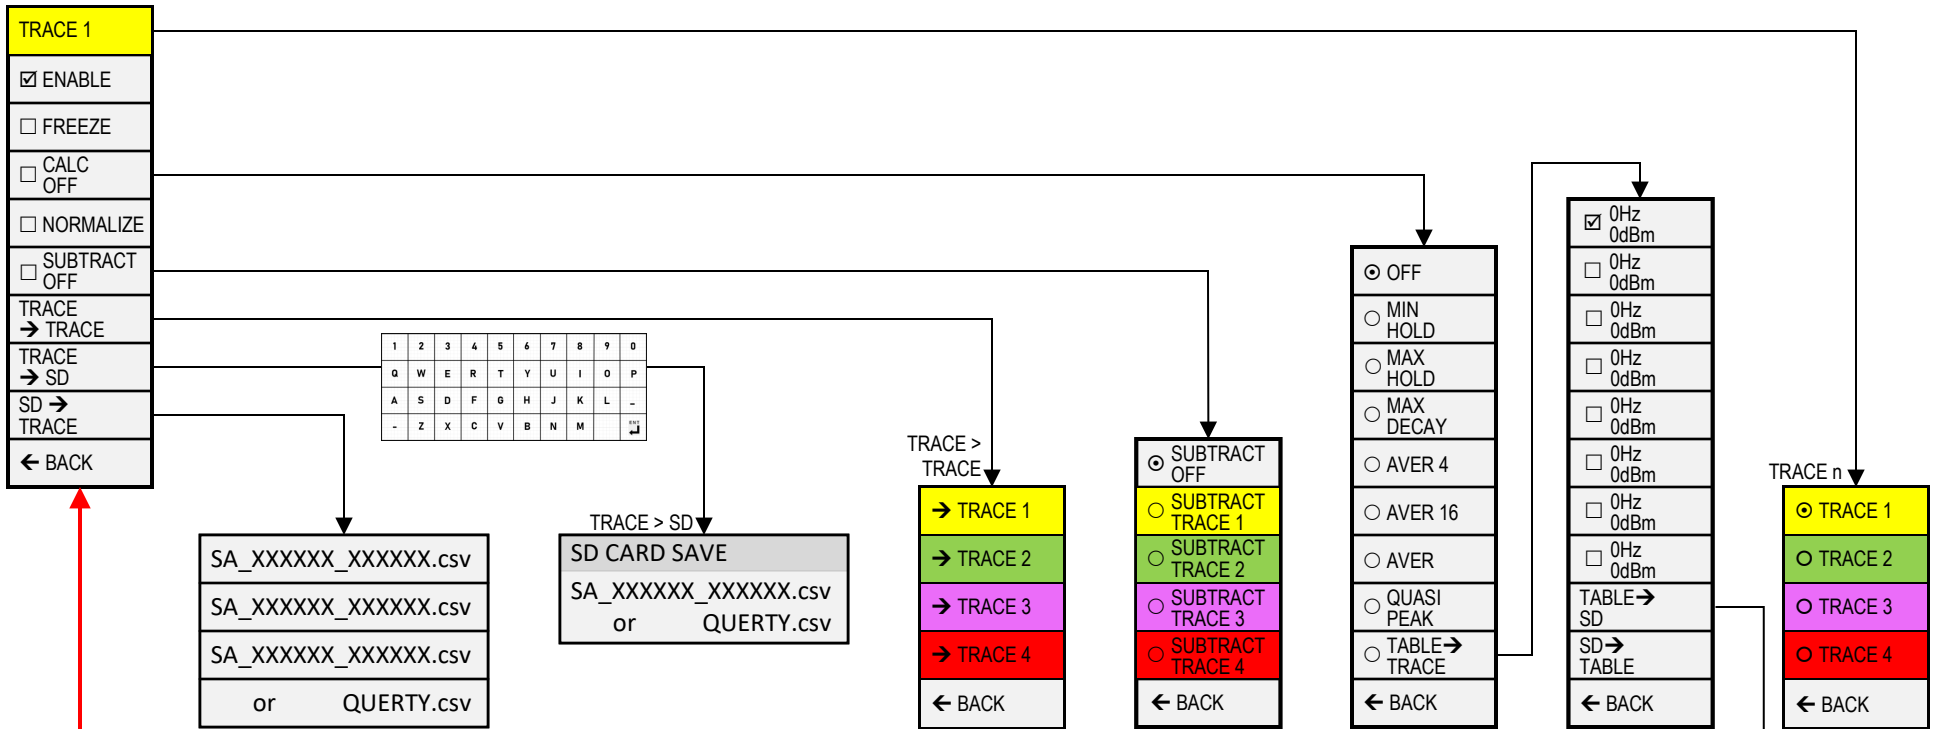 TRACE 1
☑ ENABLE
☐ FREEZE
☐ CALC
OFF
☐ NORMALIZE
☐ SUBTRACT
OFF
TRACE
→ TRACE
TRACE
→ SD
SD →
TRACE
← BACK
SA_XXXXXX_XXXXXX.csv
SA_XXXXXX_XXXXXX.csv
SA_XXXXXX_XXXXXX.csv
or QUERTY.csv
1 2 3 4 5 6 7 8 9 0
Q W E R T Y U I O P
A S D F G H J K L _
- Z X C V B N M ENT
TRACE > SD
SD CARD SAVE
SA_XXXXXX_XXXXXX.csv
or QUERTY.csv
TRACE >
TRACE
→ TRACE 1
→ TRACE 2
→ TRACE 3
→ TRACE 4
← BACK
⊙ SUBTRACT
OFF
○ SUBTRACT
TRACE 1
○ SUBTRACT
TRACE 2
○ SUBTRACT
TRACE 3
○ SUBTRACT
TRACE 4
← BACK
⊙ OFF
○ MIN
HOLD
○ MAX
HOLD
○ MAX
DECAY
○ AVER 4
○ AVER 16
○ AVER
○ QUASI
PEAK
○ TABLE→
TRACE
← BACK
☑ 0Hz
0dBm
☐ 0Hz
0dBm
☐ 0Hz
0dBm
☐ 0Hz
0dBm
☐ 0Hz
0dBm
☐ 0Hz
0dBm
☐ 0Hz
0dBm
☐ 0Hz
0dBm
TABLE→
SD
SD→
TABLE
← BACK
TRACE n
⊙ TRACE 1
○ TRACE 2
○ TRACE 3
○ TRACE 4
← BACK